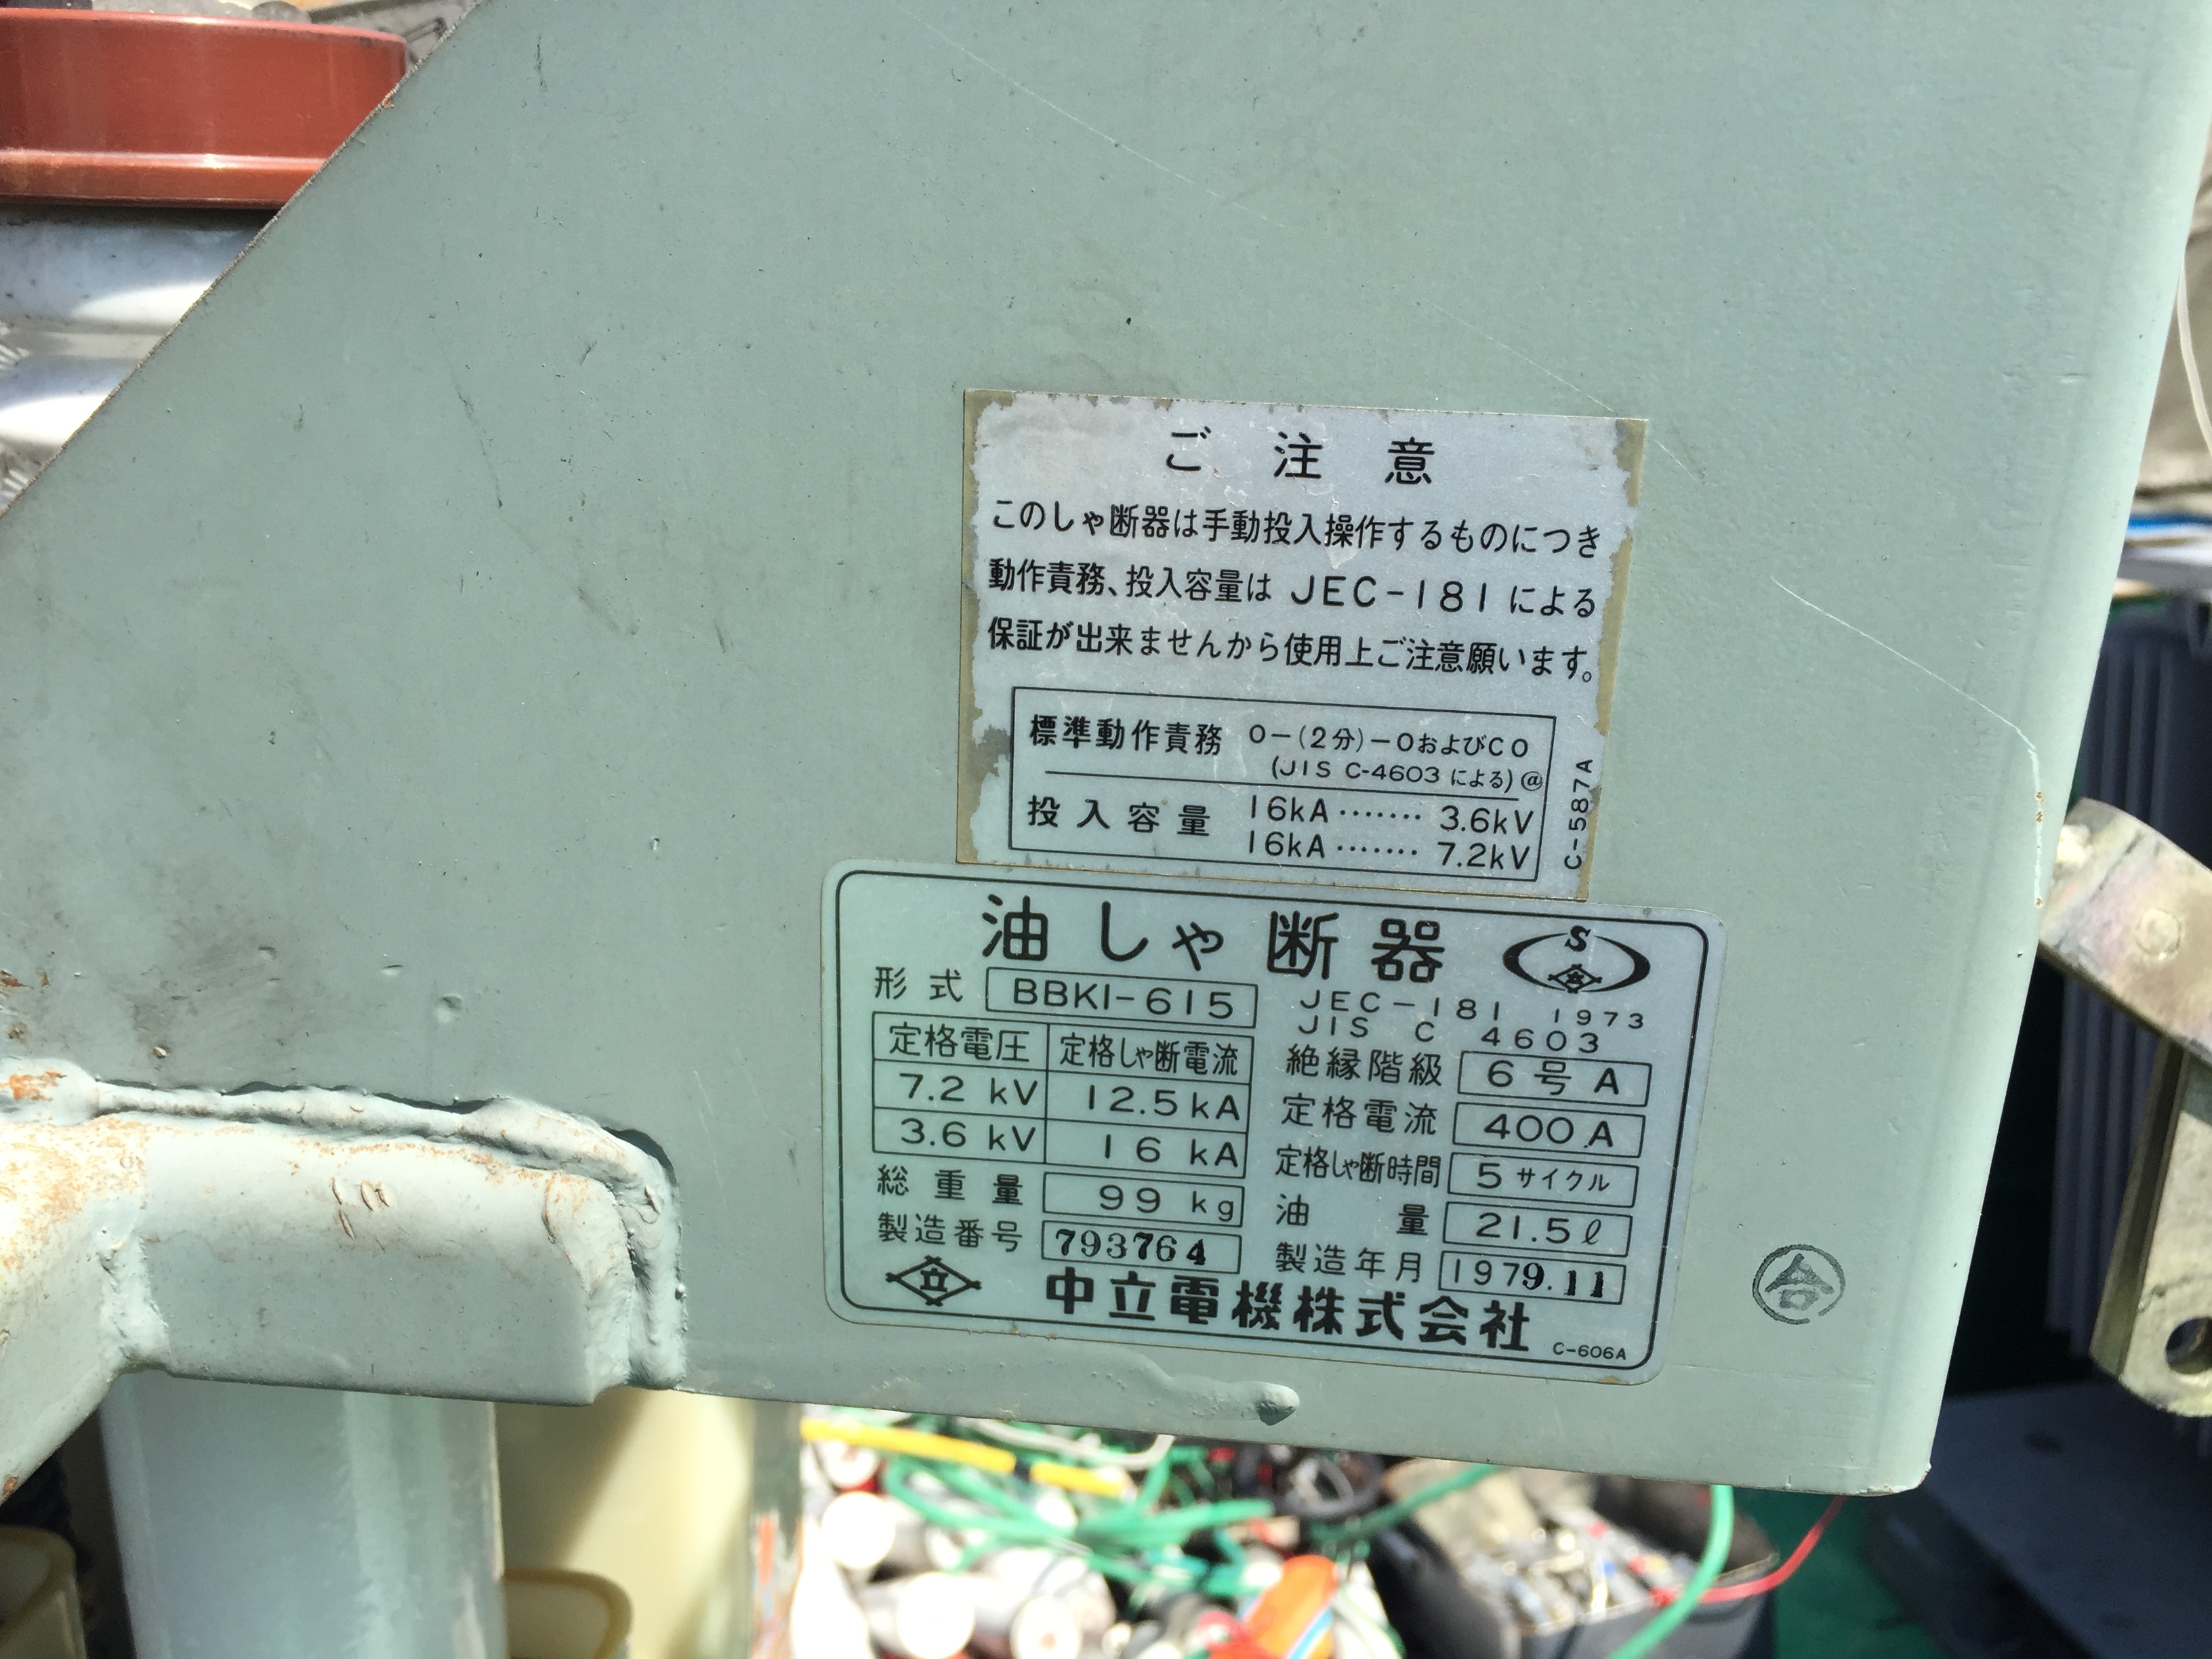 ご注意
このしゃ断器は手動投入操作するものにつき
動作責務、投入容量は JEC-181 による
保証が出来ませんから使用上ご注意願います。
標準動作責務 O-(2分)-OおよびCO
(JIS C-4603 による) @
投入容量 16kA ······· 3.6kV
16kA ······· 7.2kV
C-587A
油しゃ断器 S
形式 BBK1-615 JEC-181 1973
JIS C 4603
定格電圧 定格しゃ断電流 絶縁階級 6号A
7.2 kV 12.5kA 定格電流 400A
3.6 kV 16 kA 定格しゃ断時間 5サイクル
総重量 99 kg 油量 21.5ℓ
製造番号 793764 製造年月 1979.11
立 中立電機株式会社 C-606A
合